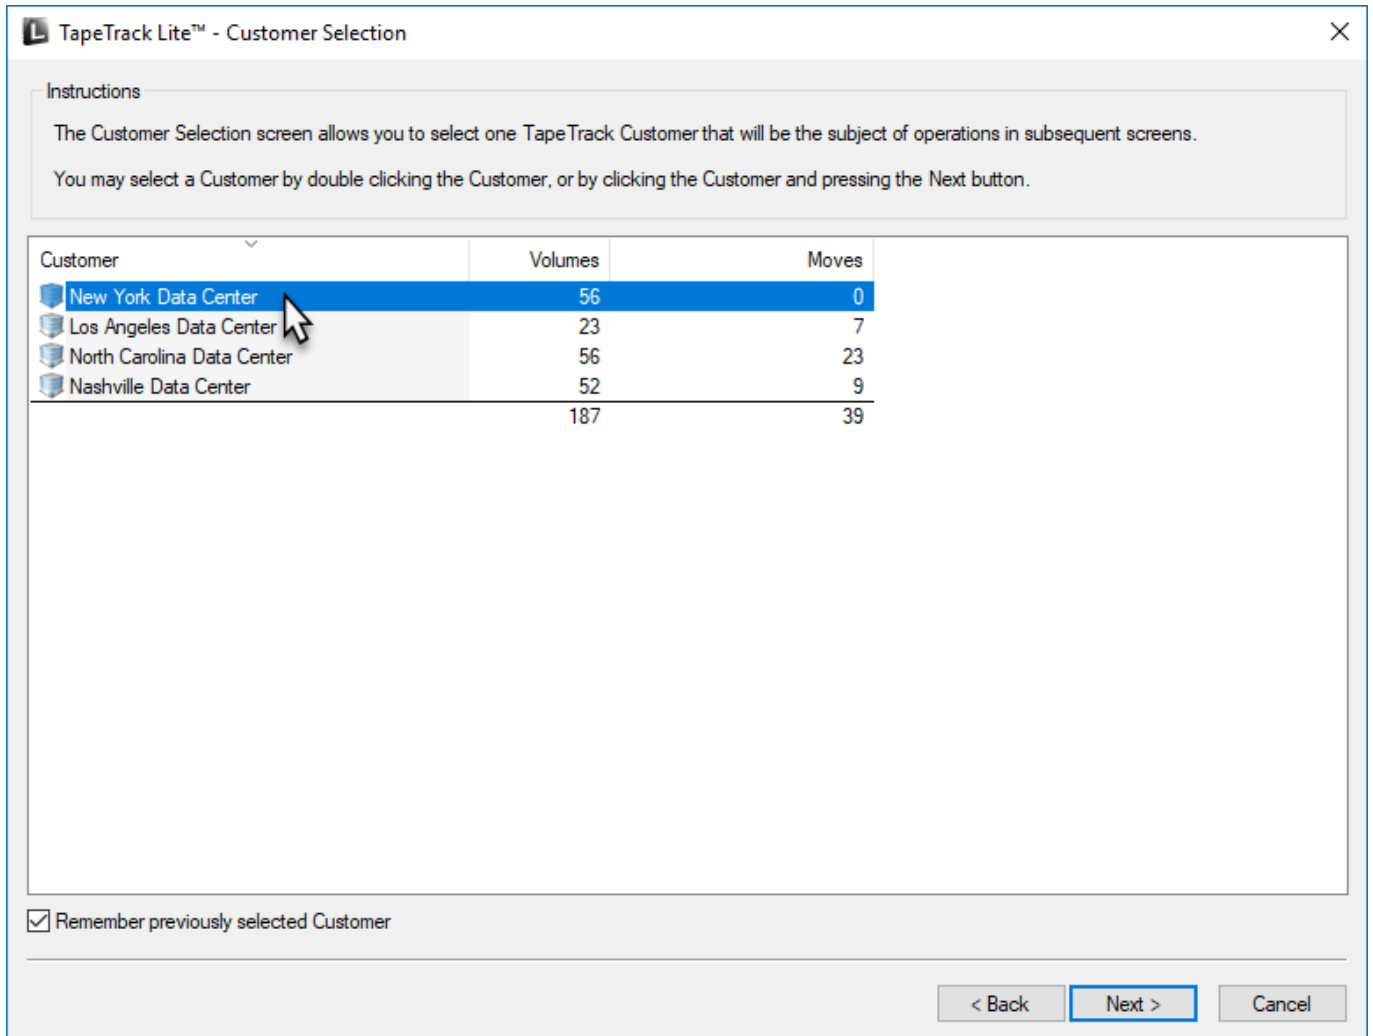 TapeTrack Lite™ - Customer Selection
Instructions
The Customer Selection screen allows you to select one TapeTrack Customer that will be the subject of operations in subsequent screens.
You may select a Customer by double clicking the Customer, or by clicking the Customer and pressing the Next button.
Customer Volumes Moves
New York Data Center 56 0
Los Angeles Data Center 23 7
North Carolina Data Center 56 23
Nashville Data Center 52 9
187 39
Remember previously selected Customer
< Back Next > Cancel